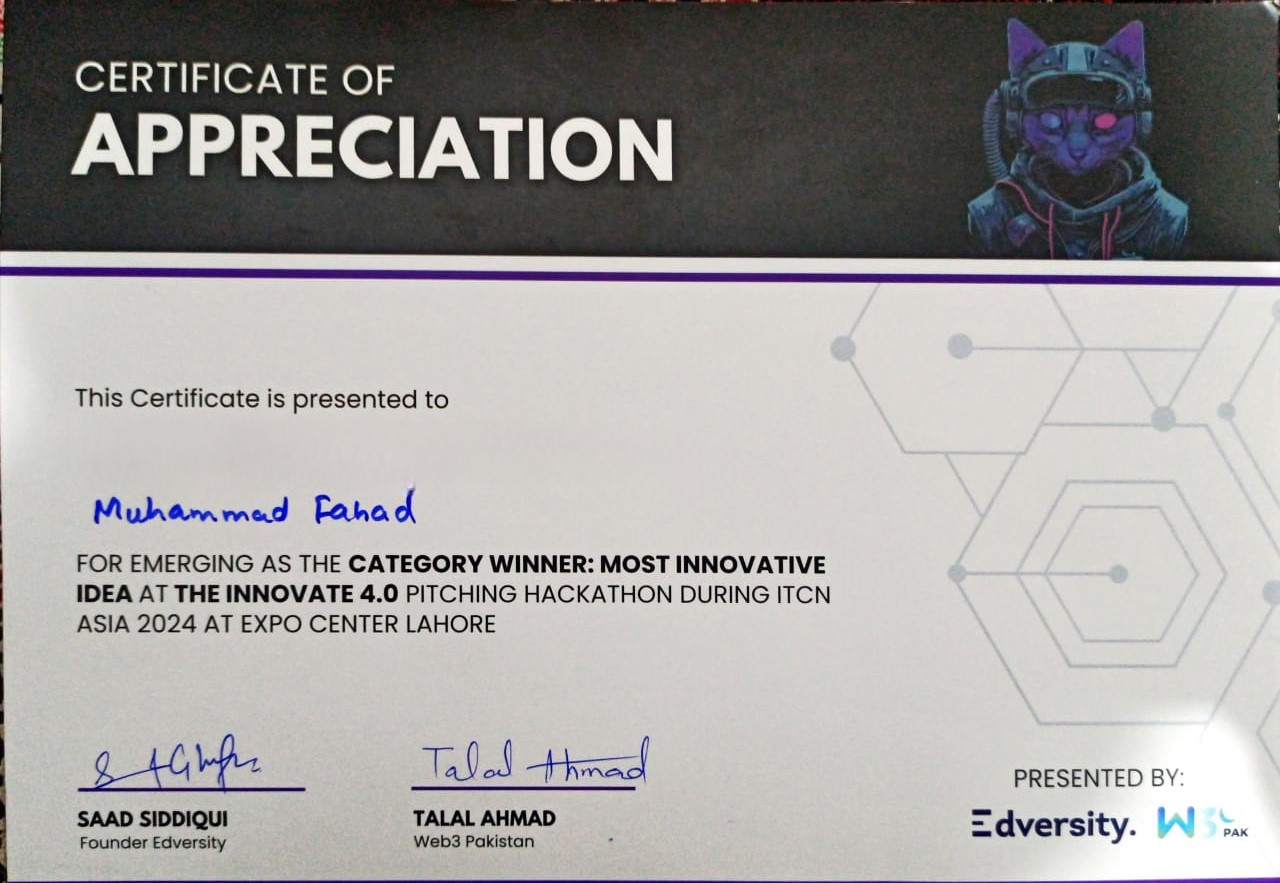 CERTIFICATE OF
APPRECIATION
This Certificate is presented to
Muhammad Fahad
FOR EMERGING AS THE CATEGORY WINNER: MOST INNOVATIVE
IDEA AT THE INNOVATE 4.0 PITCHING HACKATHON DURING ITCN
ASIA 2024 AT EXPO CENTER LAHORE
Talal Ahmad
SAAD SIDDIQUI
Founder Edversity
TALAL AHMAD
Web3 Pakistan
PRESENTED BY:
Edversity.
W3 PAK